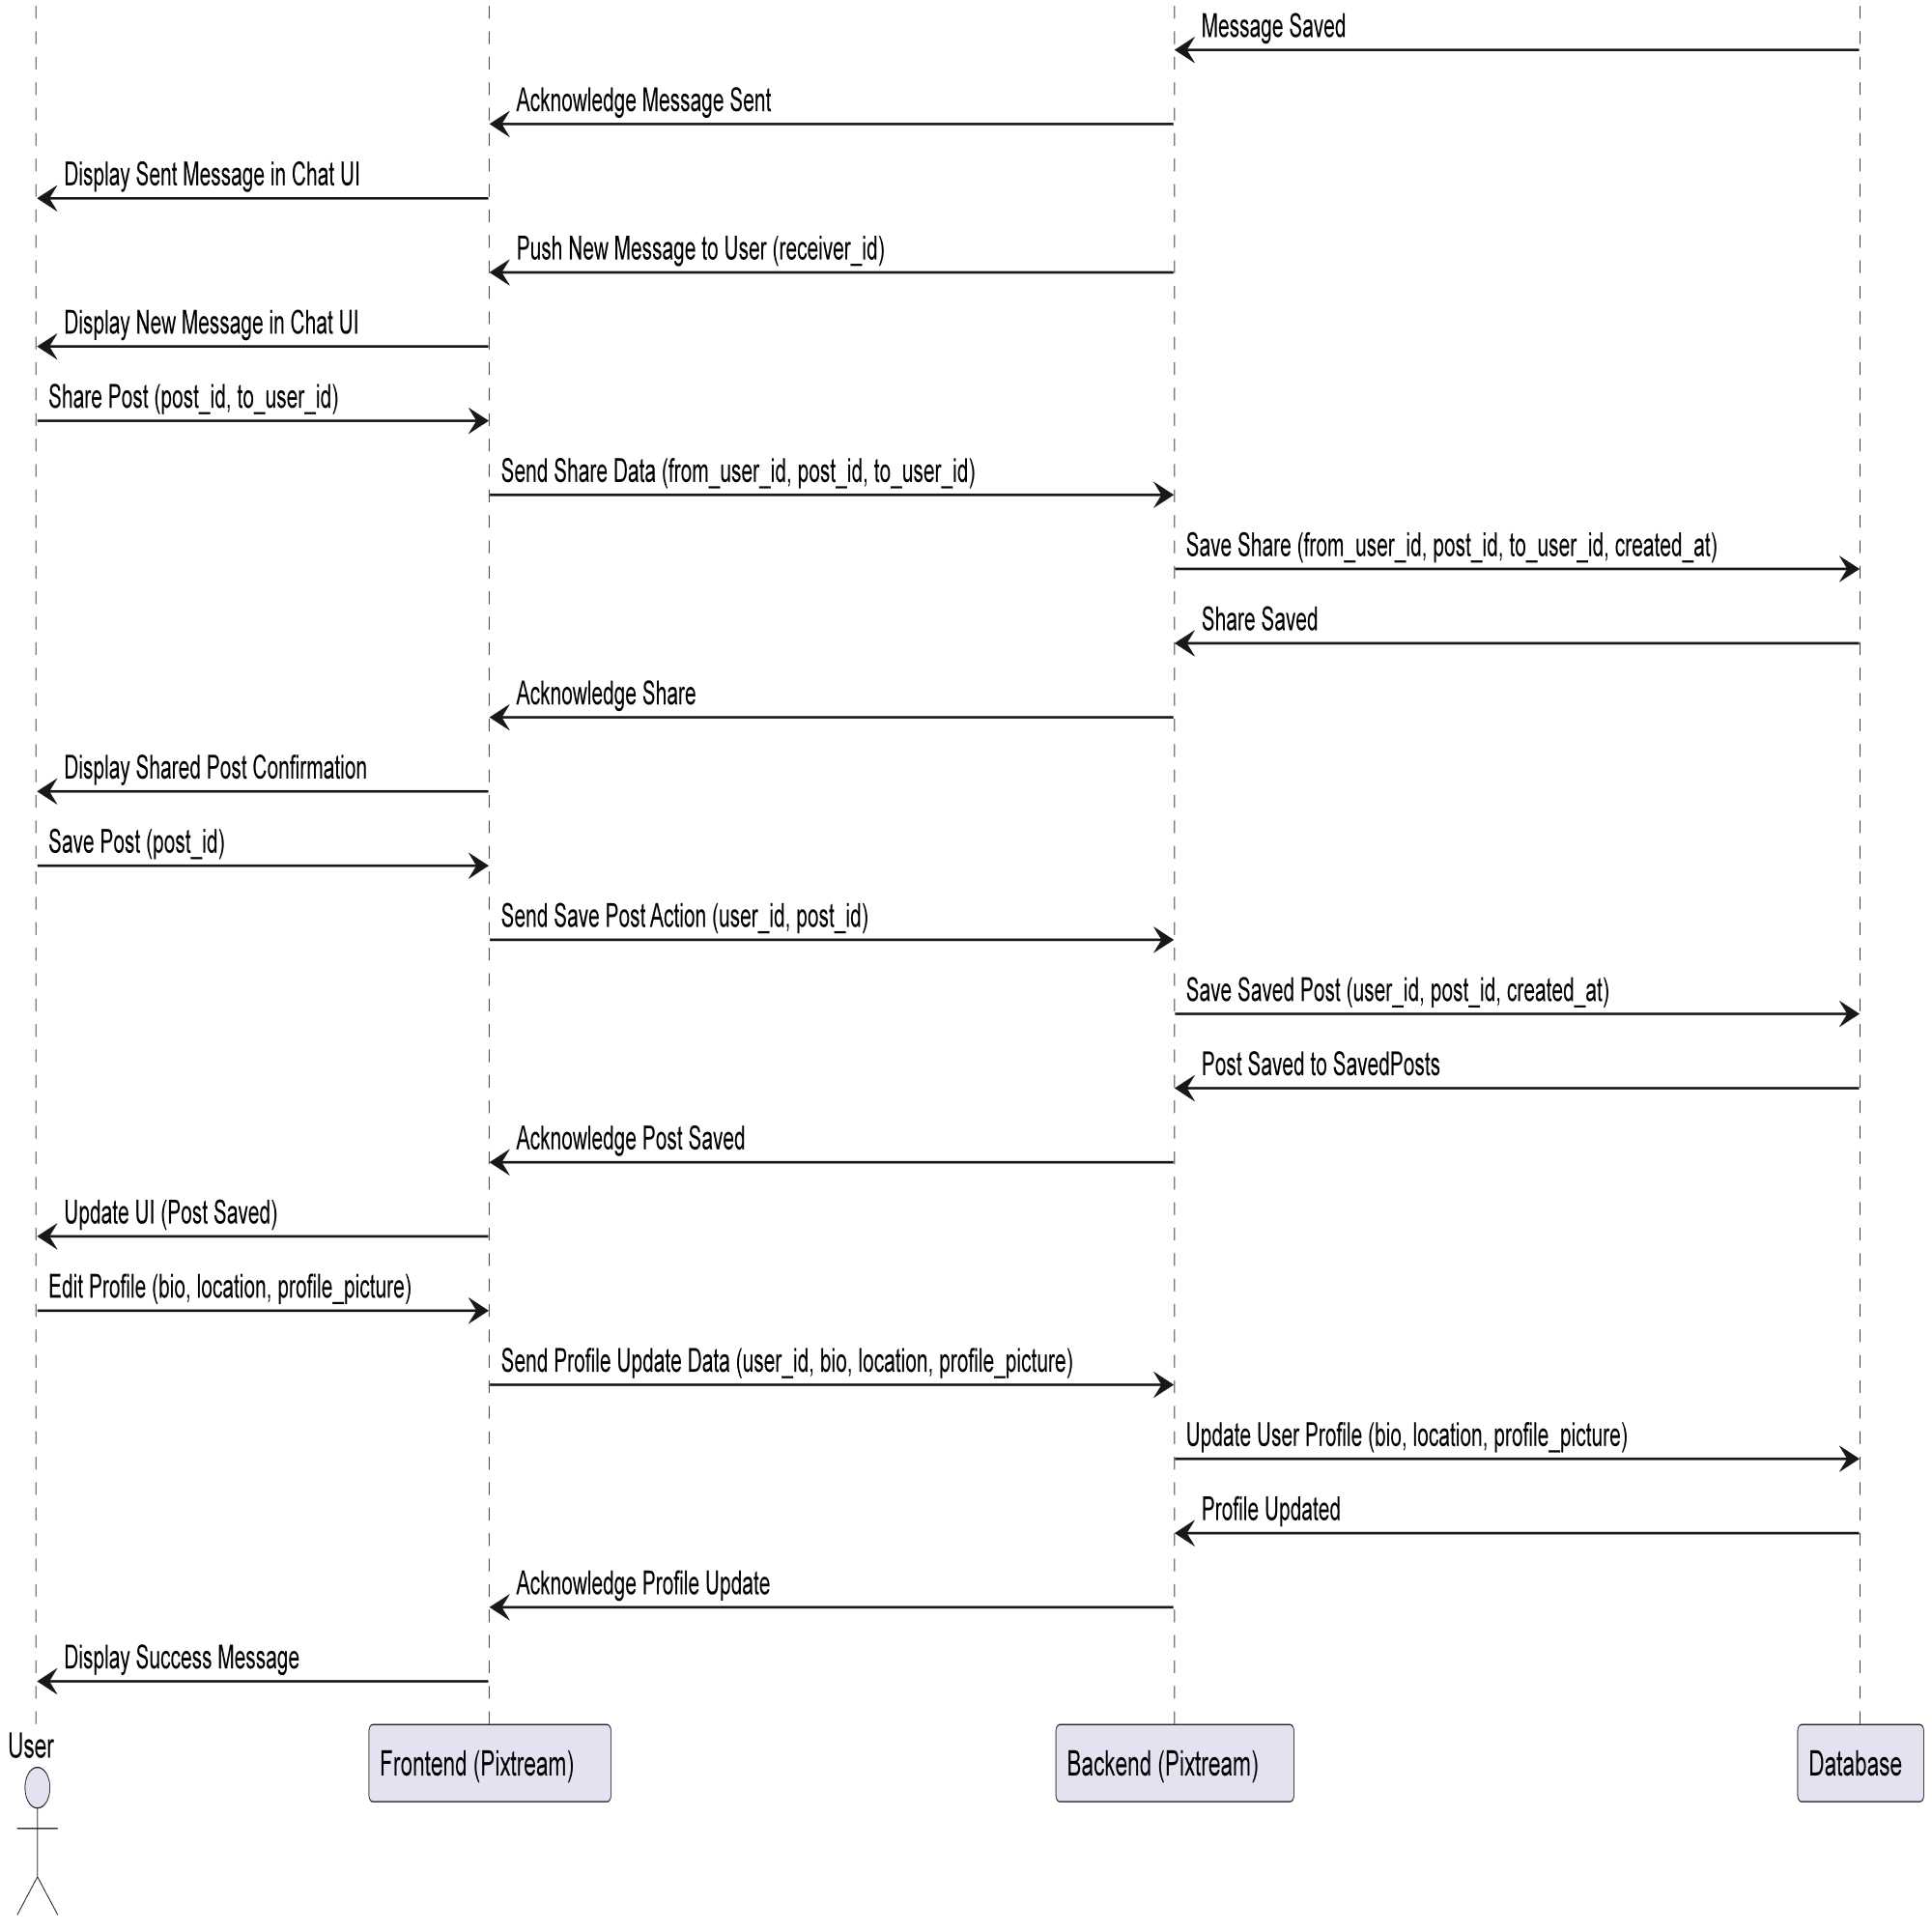 Message Saved
Acknowledge Message Sent
Display Sent Message in Chat UI
Push New Message to User (receiver_id)
Display New Message in Chat UI
Share Post (post_id, to_user_id)
Send Share Data (from_user_id, post_id, to_user_id)
Save Share (from_user_id, post_id, to_user_id, created_at)
Share Saved
Acknowledge Share
Display Shared Post Confirmation
Save Post (post_id)
Send Save Post Action (user_id, post_id)
Save Saved Post (user_id, post_id, created_at)
Post Saved to SavedPosts
Acknowledge Post Saved
Update UI (Post Saved)
Edit Profile (bio, location, profile_picture)
Send Profile Update Data (user_id, bio, location, profile_picture)
Update User Profile (bio, location, profile_picture)
Profile Updated
Acknowledge Profile Update
Display Success Message
User
Frontend (Pixtream)
Backend (Pixtream)
Database